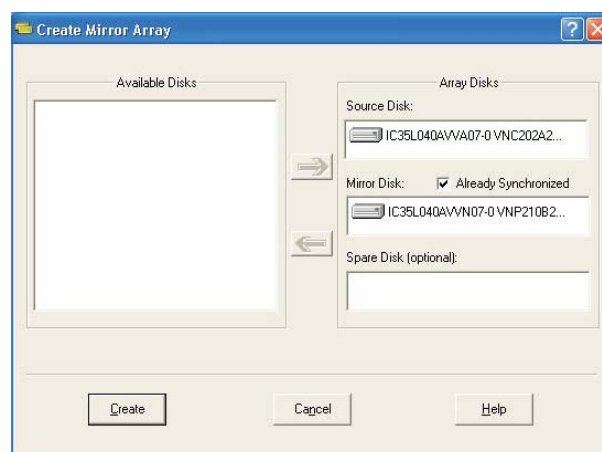 Create Mirror Array
Available Disks
Array Disks
Source Disk:
IC35L040AVVA07-0 VNC202A2...
Mirror Disk:
Already Synchronized
IC35L040AVVN07-0 VNP210B2...
Spare Disk (optional):
Create
Cancel
Help